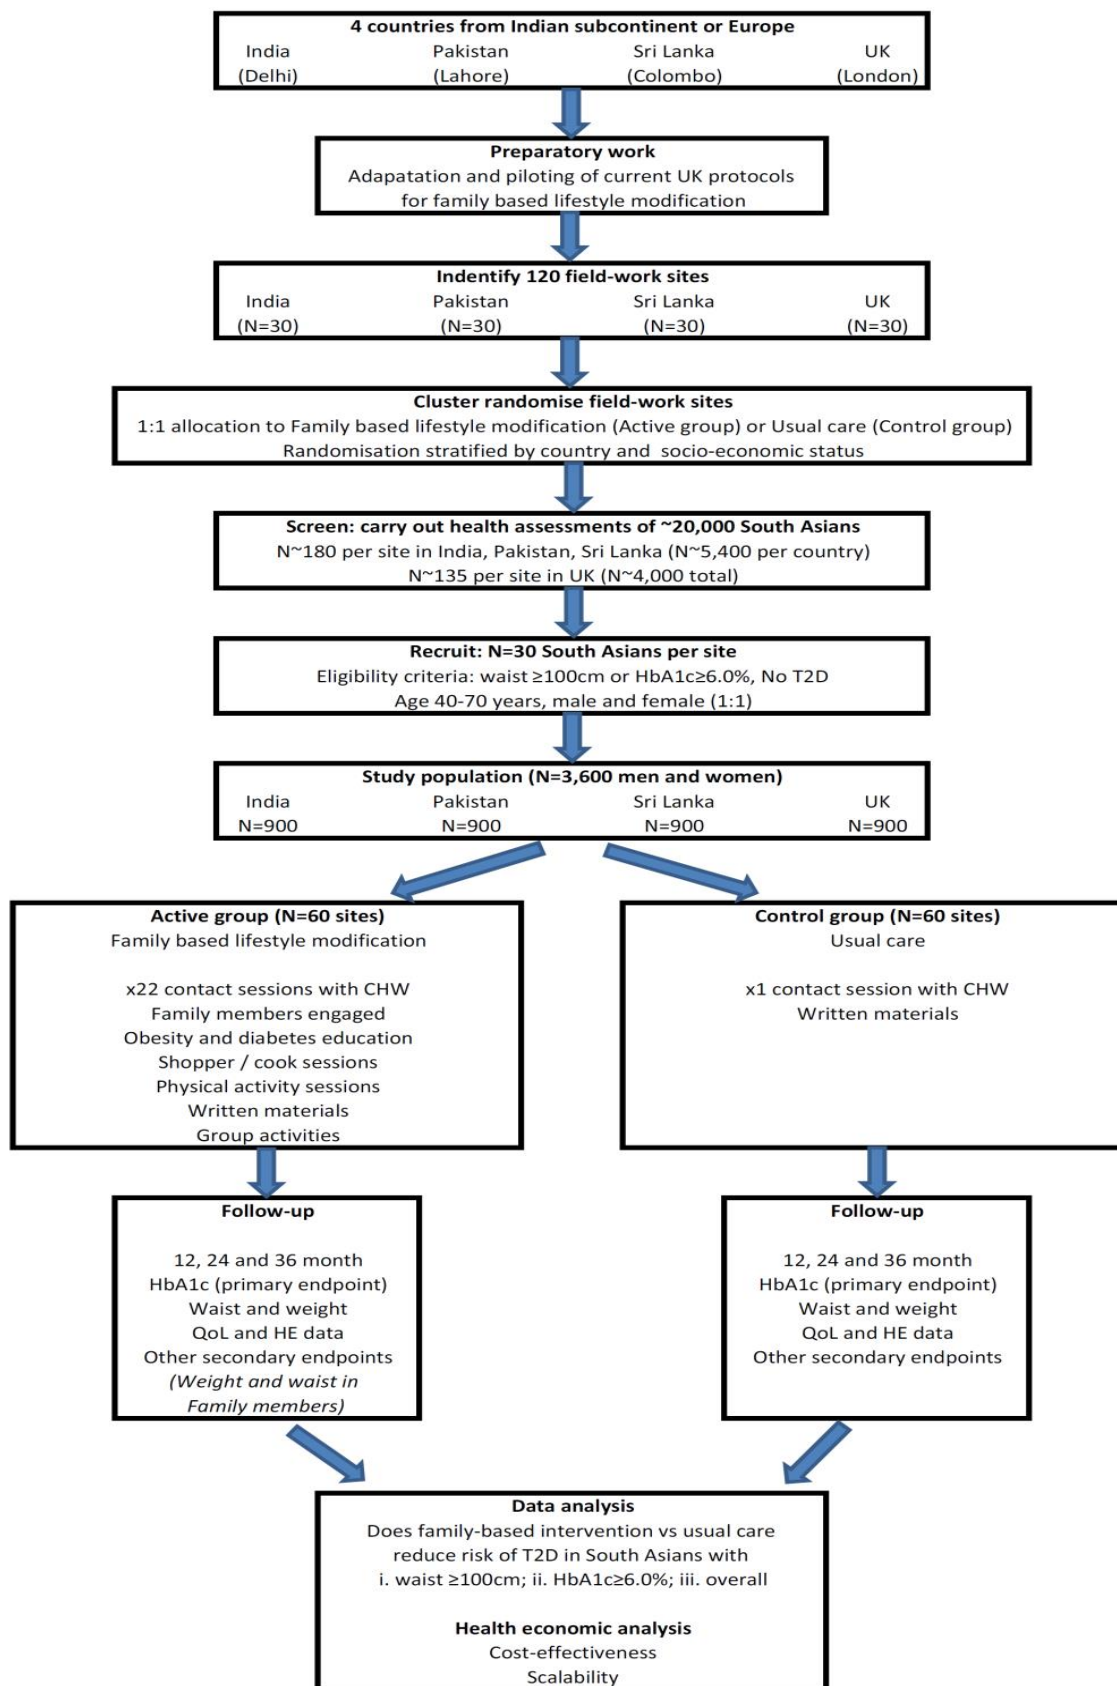 4 countries from Indian subcontinent or Europe
India Pakistan Sri Lanka UK
(Delhi) (Lahore) (Colombo) (London)
Preparatory work
Adapatation and piloting of current UK protocols
for family based lifestyle modification
Indentify 120 field-work sites
India Pakistan Sri Lanka UK
(N=30) (N=30) (N=30) (N=30)
Cluster randomise field-work sites
1:1 allocation to Family based lifestyle modification (Active group) or Usual care (Control group)
Randomisation stratified by country and socio-economic status
Screen: carry out health assessments of ~20,000 South Asians
N~180 per site in India, Pakistan, Sri Lanka (N~5,400 per country)
N~135 per site in UK (N~4,000 total)
Recruit: N=30 South Asians per site
Eligibility criteria: waist ≥100cm or HbA1c≥6.0%, No T2D
Age 40-70 years, male and female (1:1)
Study population (N=3,600 men and women)
India Pakistan Sri Lanka UK
N=900 N=900 N=900 N=900
Active group (N=60 sites)
Family based lifestyle modification
x22 contact sessions with CHW
Family members engaged
Obesity and diabetes education
Shopper / cook sessions
Physical activity sessions
Written materials
Group activities
Control group (N=60 sites)
Usual care
x1 contact session with CHW
Written materials
Follow-up
12, 24 and 36 month
HbA1c (primary endpoint)
Waist and weight
QoL and HE data
Other secondary endpoints
(Weight and waist in
Family members)
Follow-up
12, 24 and 36 month
HbA1c (primary endpoint)
Waist and weight
QoL and HE data
Other secondary endpoints
Data analysis
Does family-based intervention vs usual care
reduce risk of T2D in South Asians with
i. waist ≥100cm; ii. HbA1c≥6.0%; iii. overall
Health economic analysis
Cost-effectiveness
Scalability